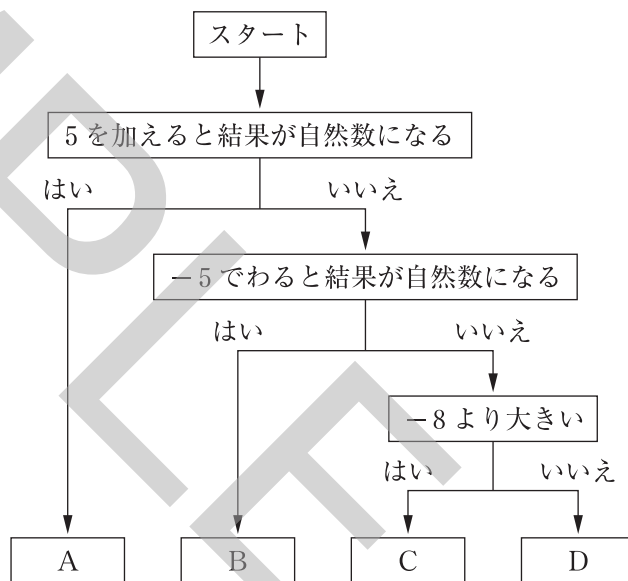 スタート
5を加えると結果が自然数になる
はい いいえ
−5でわると結果が自然数になる
はい いいえ
−8より大きい
はい いいえ
A B C D